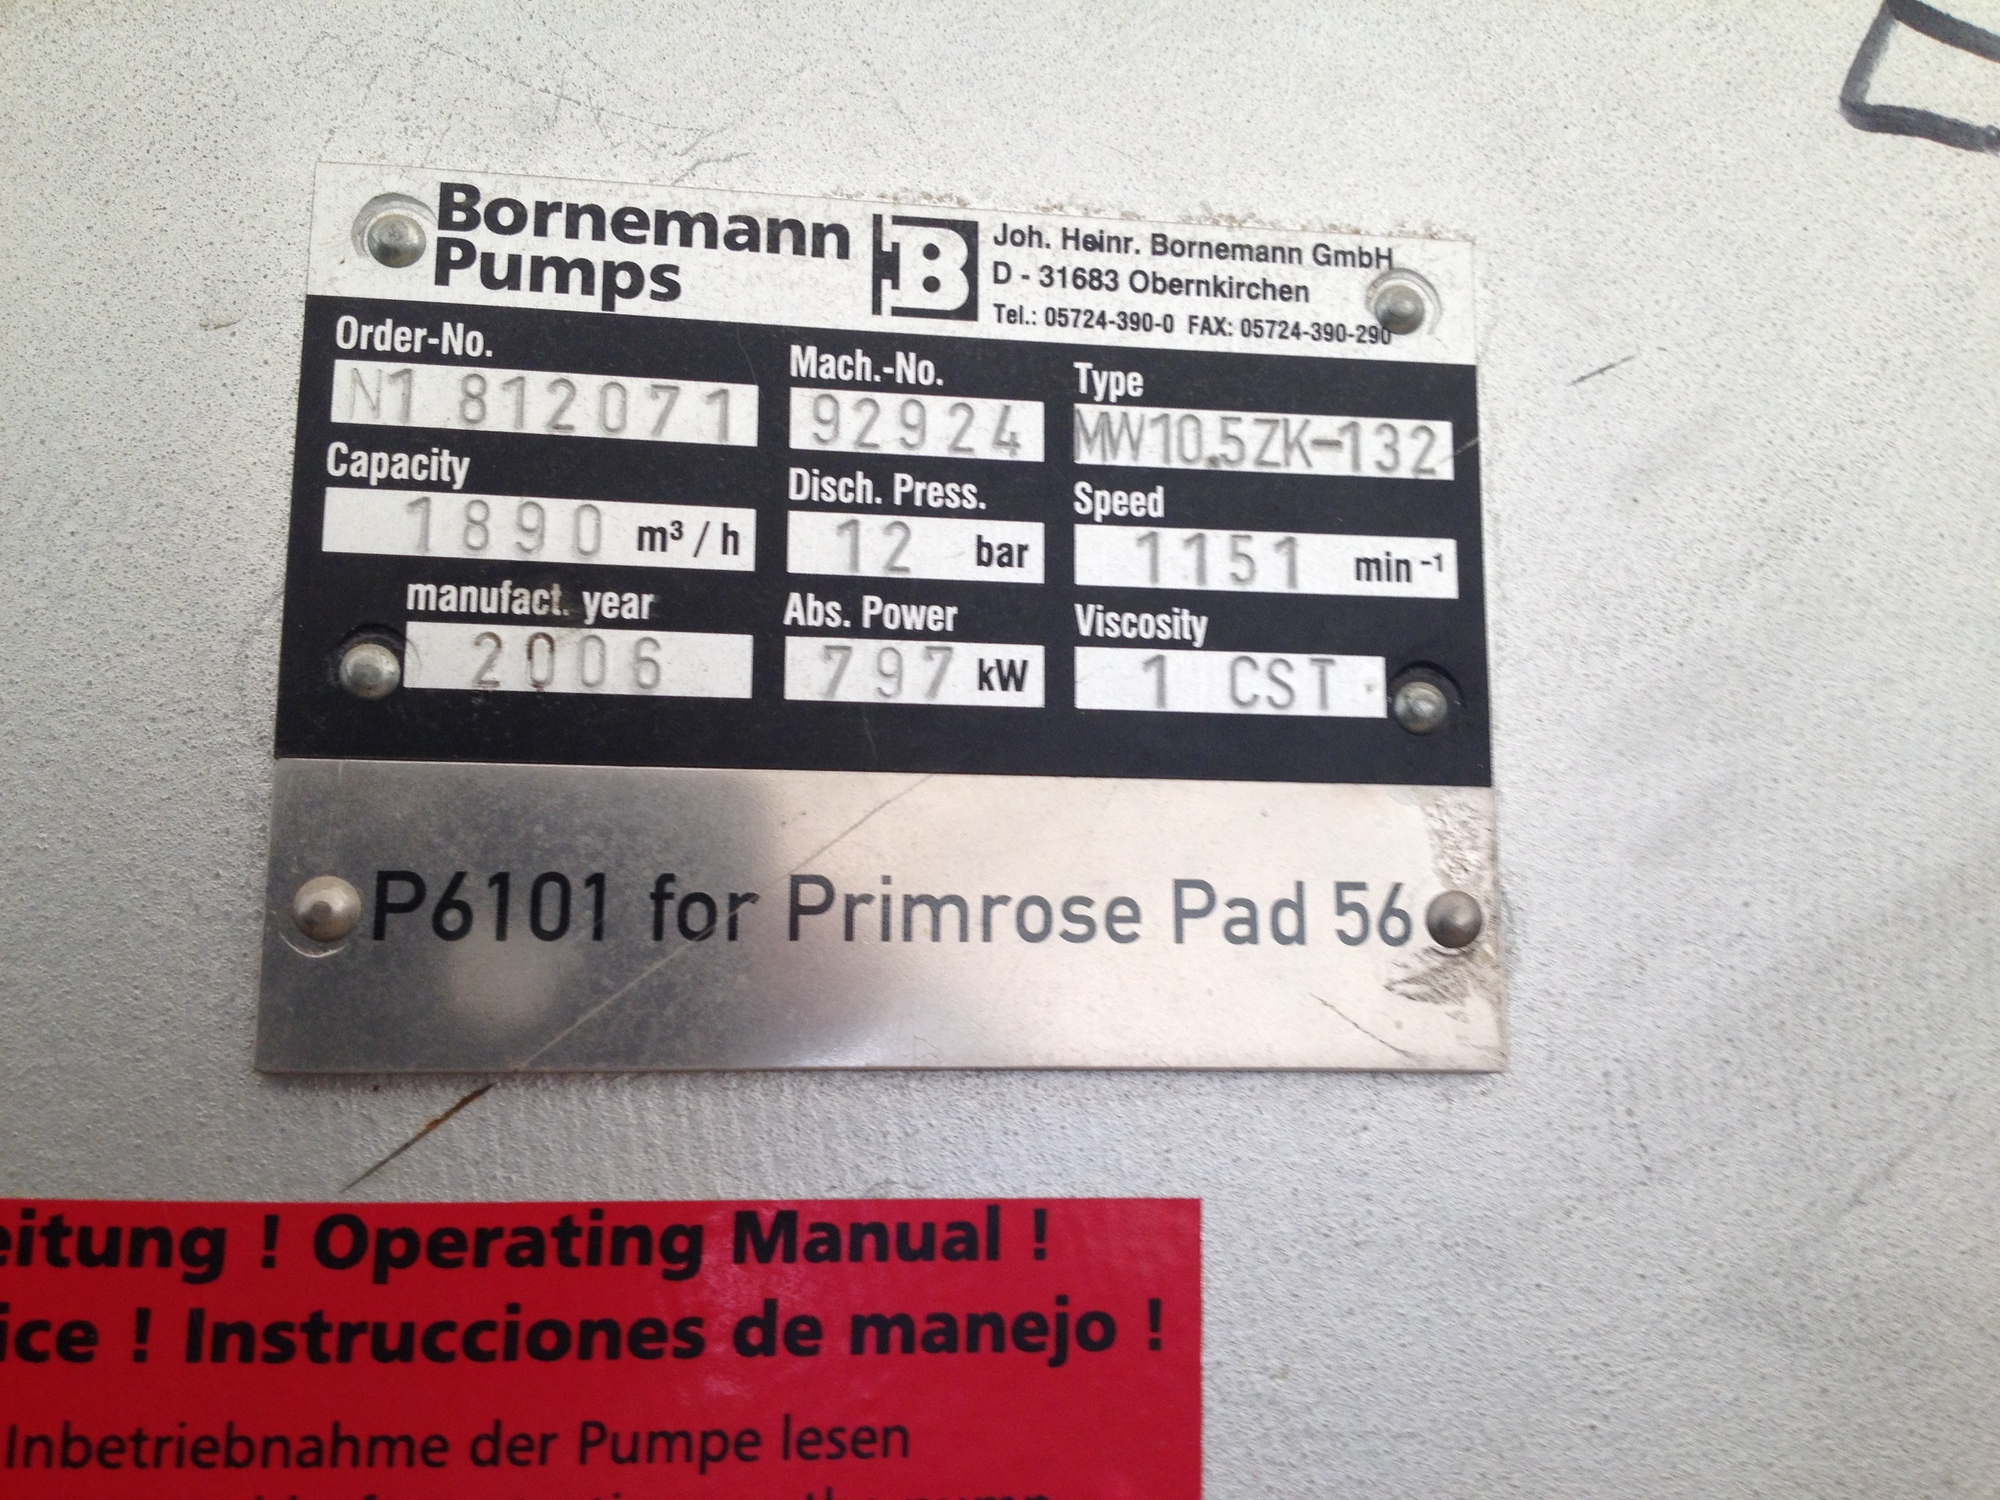 Bornemann
Pumps
B
Joh. Heinr. Bornemann GmbH
D - 31683 Obernkirchen
Tel.: 05724-390-0 FAX: 05724-390-290
Order-No.
N1 812071
Mach.-No.
92924
Type
MW10.5ZK-132
Capacity
1890 m³ / h
Disch. Press.
12 bar
Speed
1151 min⁻¹
manufact. year
2006
Abs. Power
797 kW
Viscosity
1 CST
P6101 for Primrose Pad 56
eitung ! Operating Manual !
ice ! Instrucciones de manejo !
Inbetriebnahme der Pumpe lesen